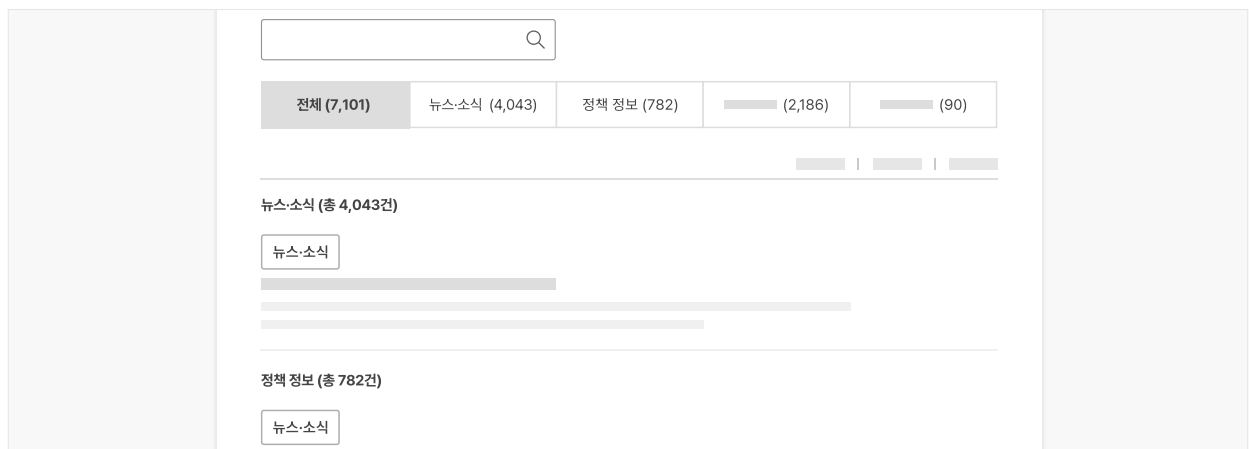 전체 (7,101) 뉴스·소식 (4,043) 정책 정보 (782) (2,186) (90)
뉴스·소식 (총 4,043건)
뉴스·소식
정책 정보 (총 782건)
뉴스·소식